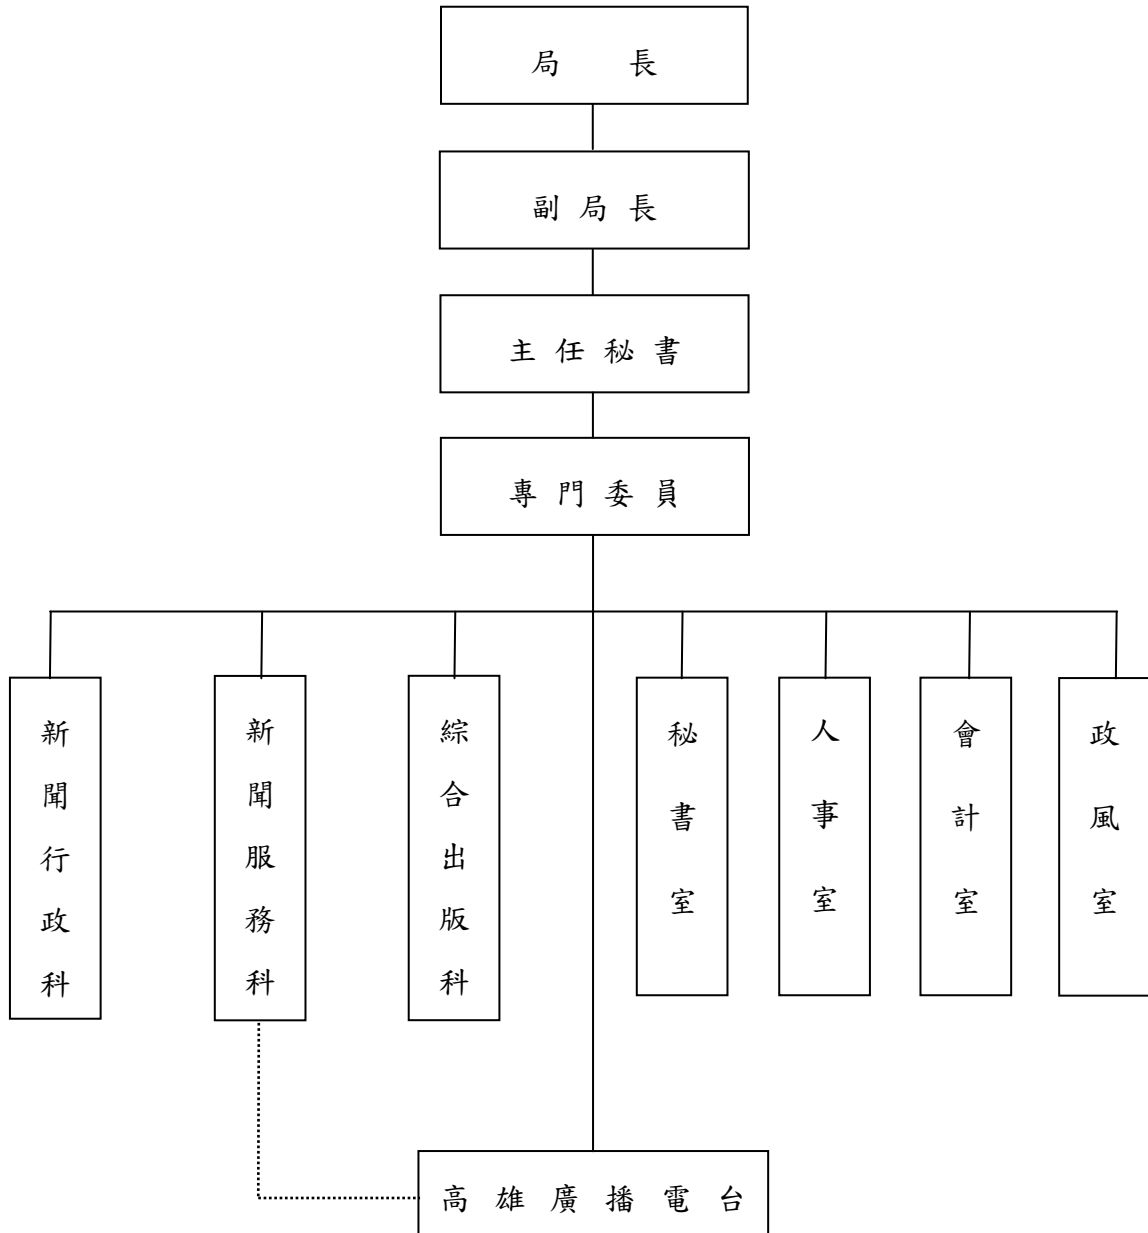 局長
副局長
主任秘書
專門委員
新聞行政科
新聞服務科
綜合出版科
秘書室
人事室
會計室
政風室
高雄廣播電台